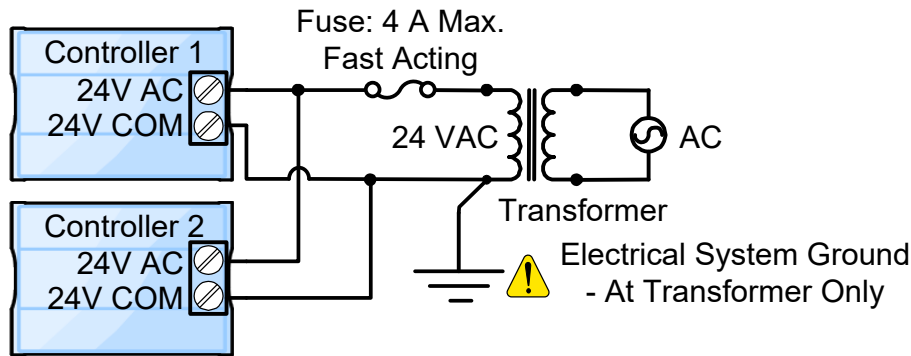 Fuse: 4 A Max.
Fast Acting
Controller 1
24V AC
24V COM
24 VAC
AC
Transformer
Controller 2
24V AC
24V COM
Electrical System Ground
- At Transformer Only